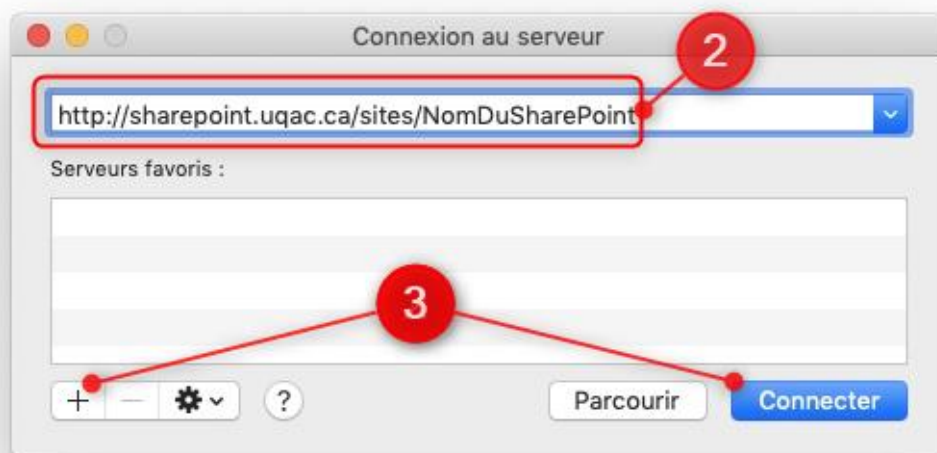 Connexion au serveur
2
http://sharepoint.uqac.ca/sites/NomDuSharePoint
Serveurs favoris :
3
+ − ?
Parcourir
Connecter